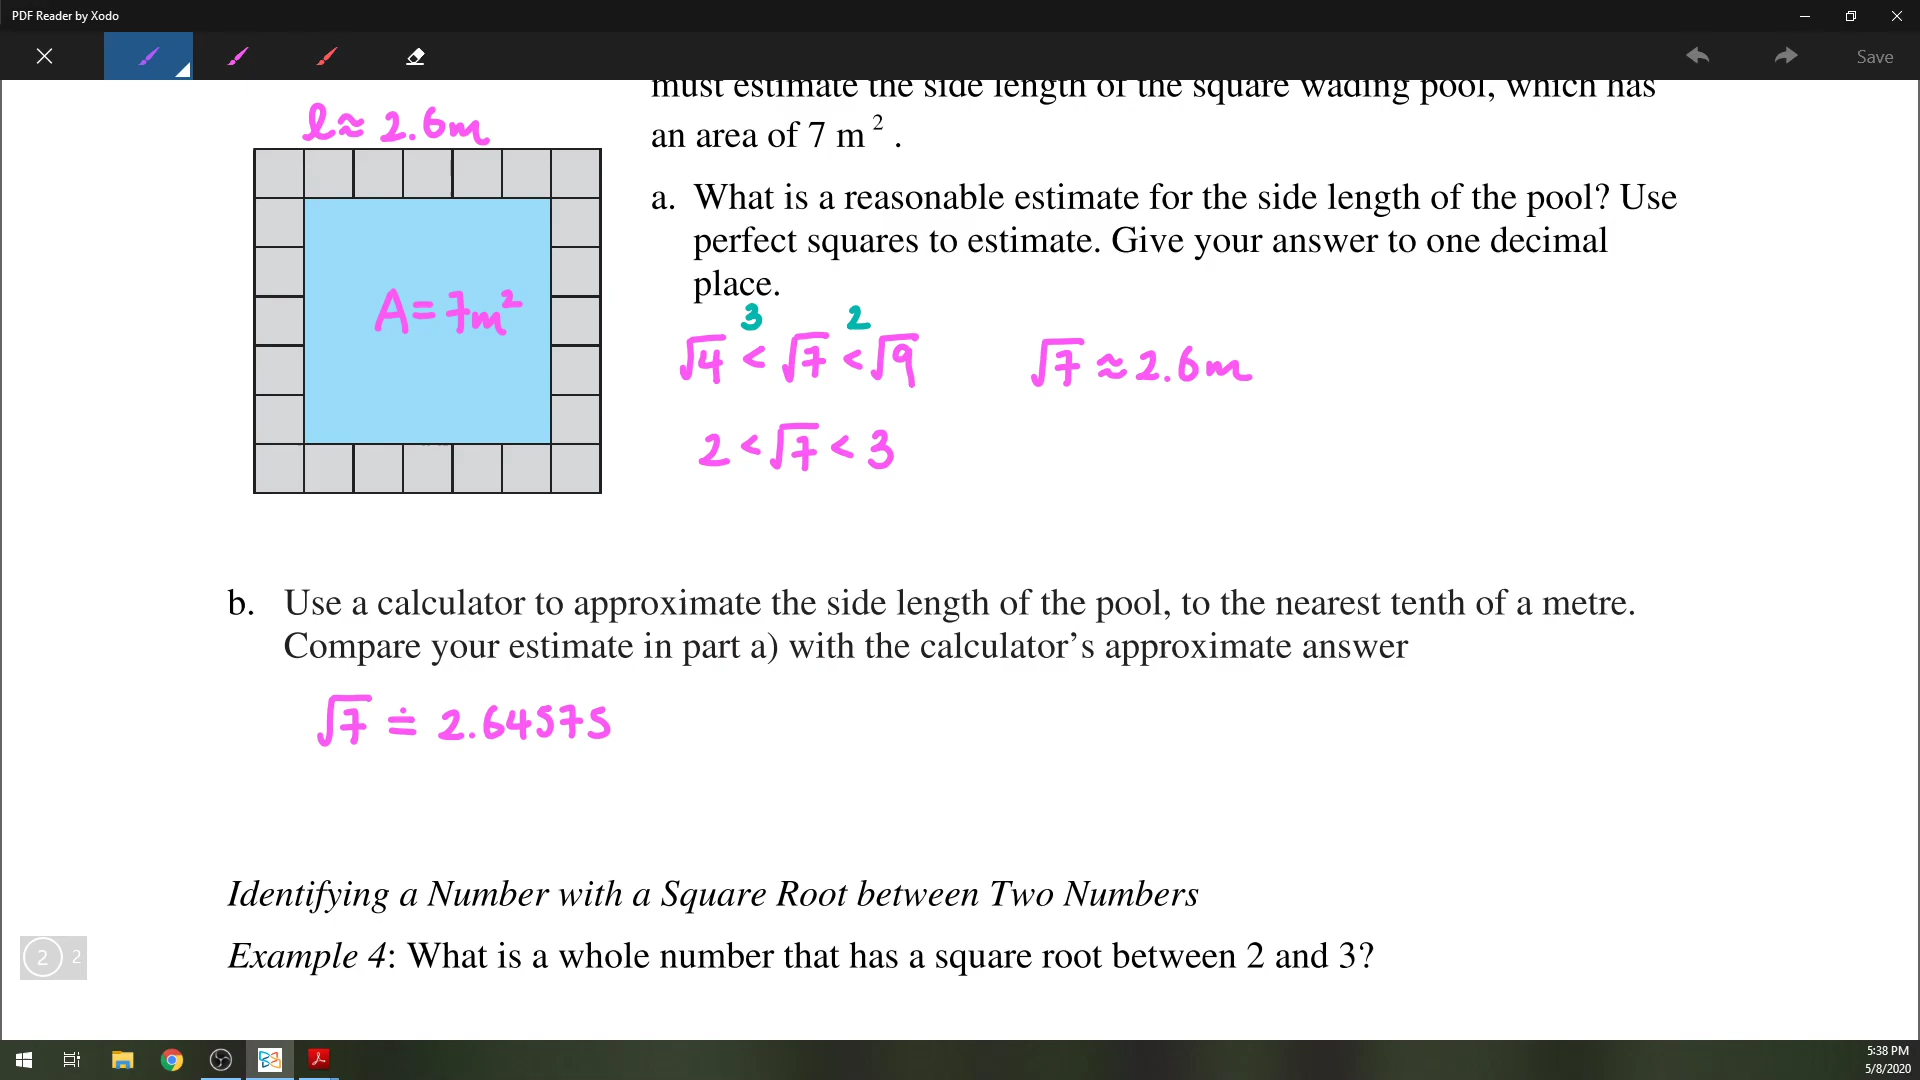 PDF Reader by Xodo
Save
must estimate the side length of the square wading pool, which has
an area of 7 m² .
l≈ 2.6m
A=7m²
a. What is a reasonable estimate for the side length of the pool? Use
perfect squares to estimate. Give your answer to one decimal
place.
3 2
√4 < √7 < √9
√7 ≈ 2.6m
2 < √7 < 3
b. Use a calculator to approximate the side length of the pool, to the nearest tenth of a metre.
Compare your estimate in part a) with the calculator’s approximate answer
√7 ≐ 2.64575
Identifying a Number with a Square Root between Two Numbers
Example 4: What is a whole number that has a square root between 2 and 3?
2 2
5:38 PM
5/8/2020